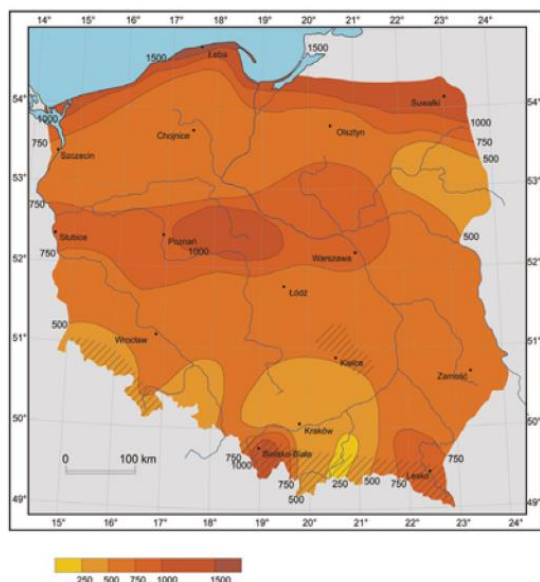 14° 15° 16° 17° 18° 19° 20° 21° 22° 23° 24°
1500
Łeba
1500
54°
Suwałki
54°
1000
Chojnice
Olsztyn
1000
750
750
Szczecin
500
53°
53°
750
Słubice
Poznań
500
750
1000
Warszawa
52°
52°
Łódź
500
51°
Wrocław
51°
Kielce
Zamość
50°
Kraków
50°
0 100 km
750
Bielsko-Biała
750
1000
Lesko
49°
750
250
500
750
49°
500
15° 16° 17° 18° 19° 20° 21° 22° 23°
250 500 750 1000 1500